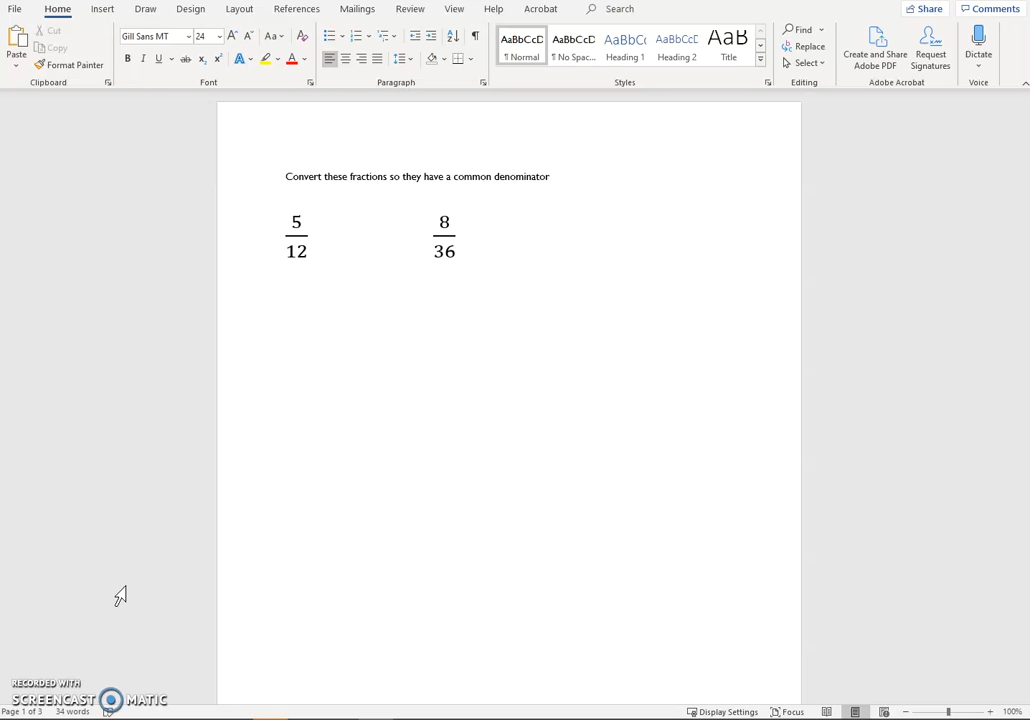 File Home Insert Draw Design Layout References Mailings Review View Help Acrobat Search Share Comments
Paste Cut Copy Format Painter Clipboard
Gill Sans MT 24 Aa Font
Paragraph
AaBbCcD ¶ Normal AaBbCcD ¶ No Spac... AaBbCc Heading 1 AaBbCcD Heading 2 AaB Title Styles
Find Replace Select Editing
Create and Share Adobe PDF Request Signatures Adobe Acrobat
Dictate Voice
Convert these fractions so they have a common denominator
5 8
12 36
RECORDED WITH
SCREENCAST MATIC
Page 1 of 3 34 words Display Settings Focus 100%